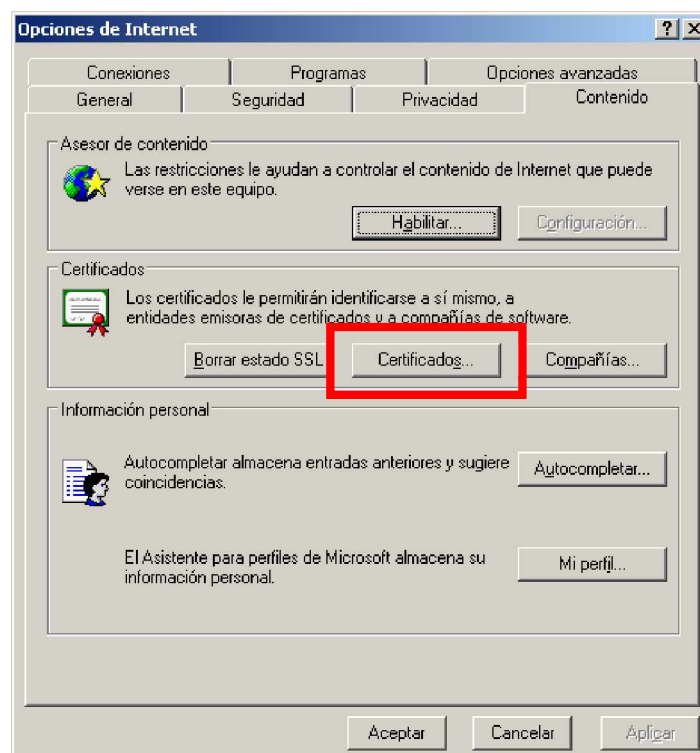 Opciones de Internet
Conexiones Programas Opciones avanzadas
General Seguridad Privacidad Contenido
Asesor de contenido
Las restricciones le ayudan a controlar el contenido de Internet que puede
verse en este equipo.
Habilitar... Configuración...
Certificados
Los certificados le permitirán identificarse a sí mismo, a
entidades emisoras de certificados y a compañías de software.
Borrar estado SSL Certificados... Compañías...
Información personal
Autocompletar almacena entradas anteriores y sugiere
coincidencias.
Autocompletar...
El Asistente para perfiles de Microsoft almacena su
información personal.
Mi perfil...
Aceptar Cancelar Aplicar